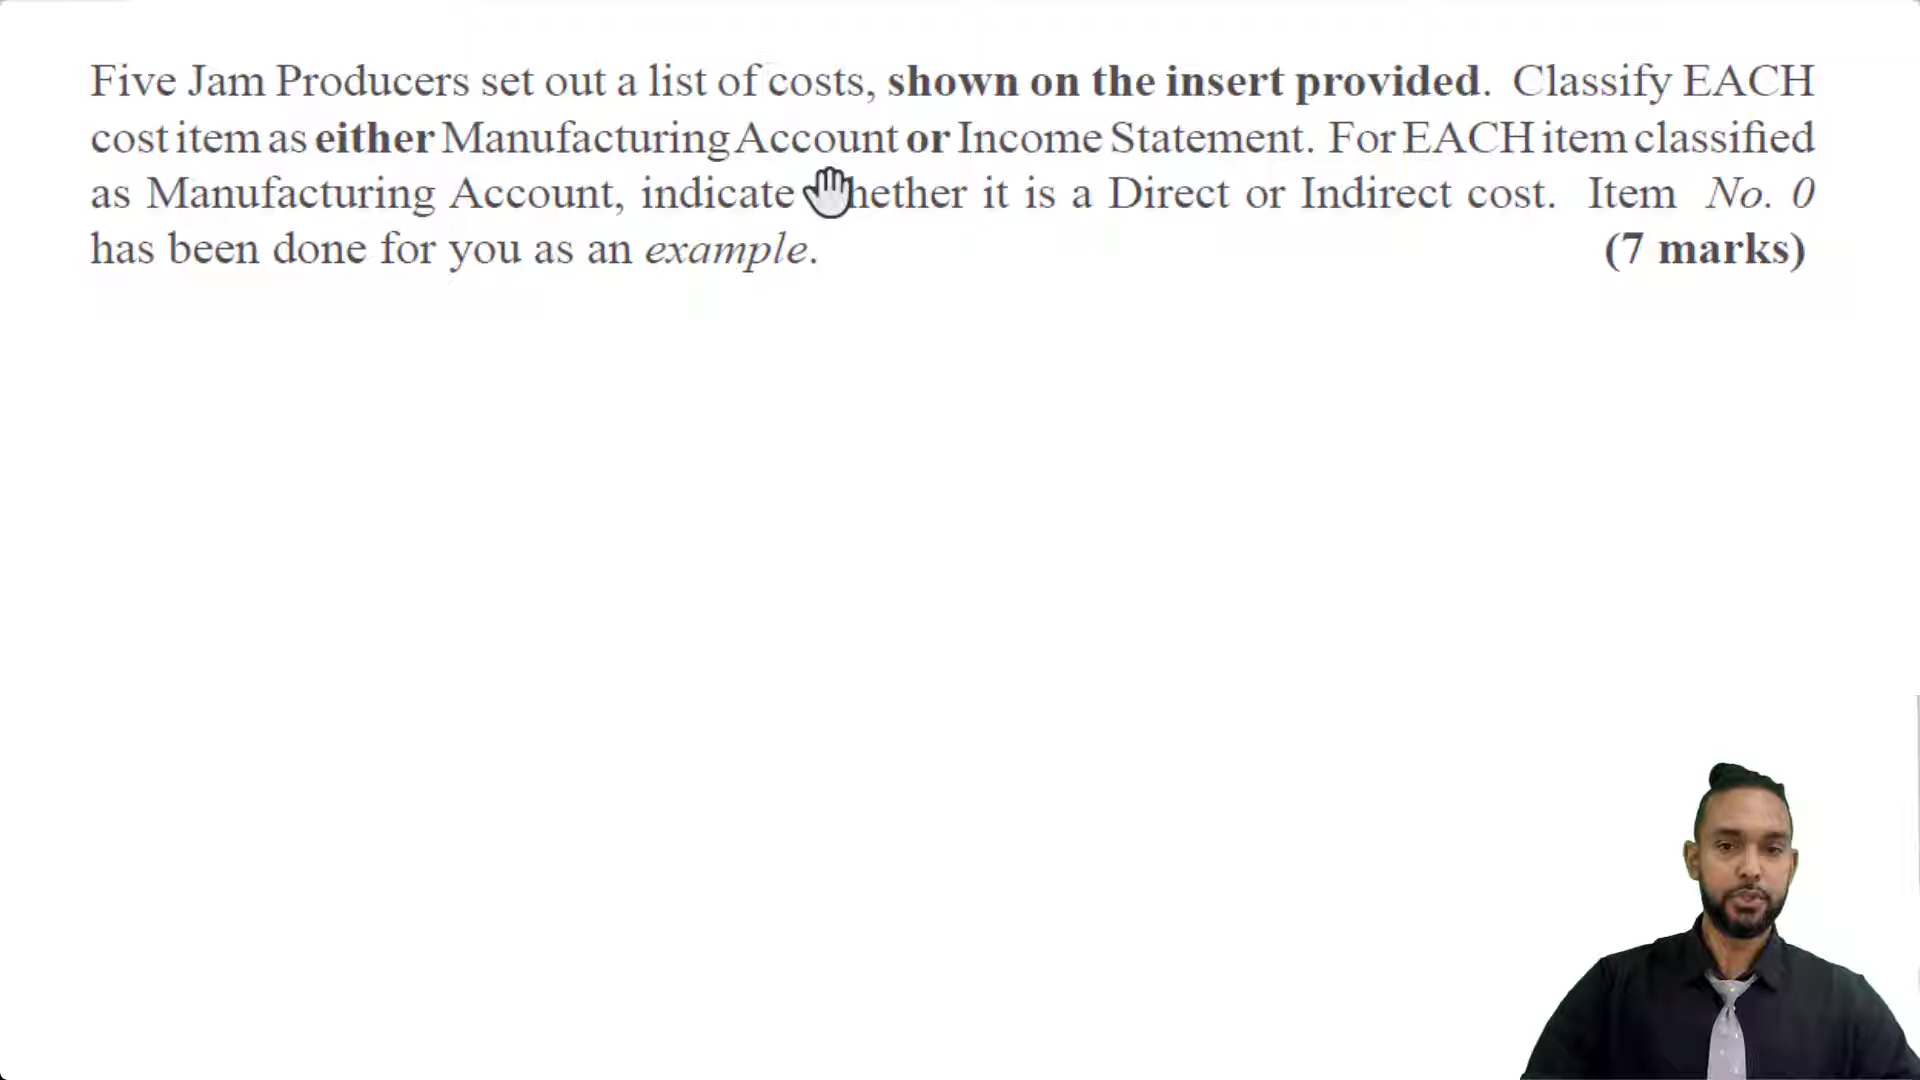 Five Jam Producers set out a list of costs, shown on the insert provided. Classify EACH
cost item as either Manufacturing Account or Income Statement. For EACH item classified
as Manufacturing Account, indicate whether it is a Direct or Indirect cost. Item No. 0
has been done for you as an example. (7 marks)